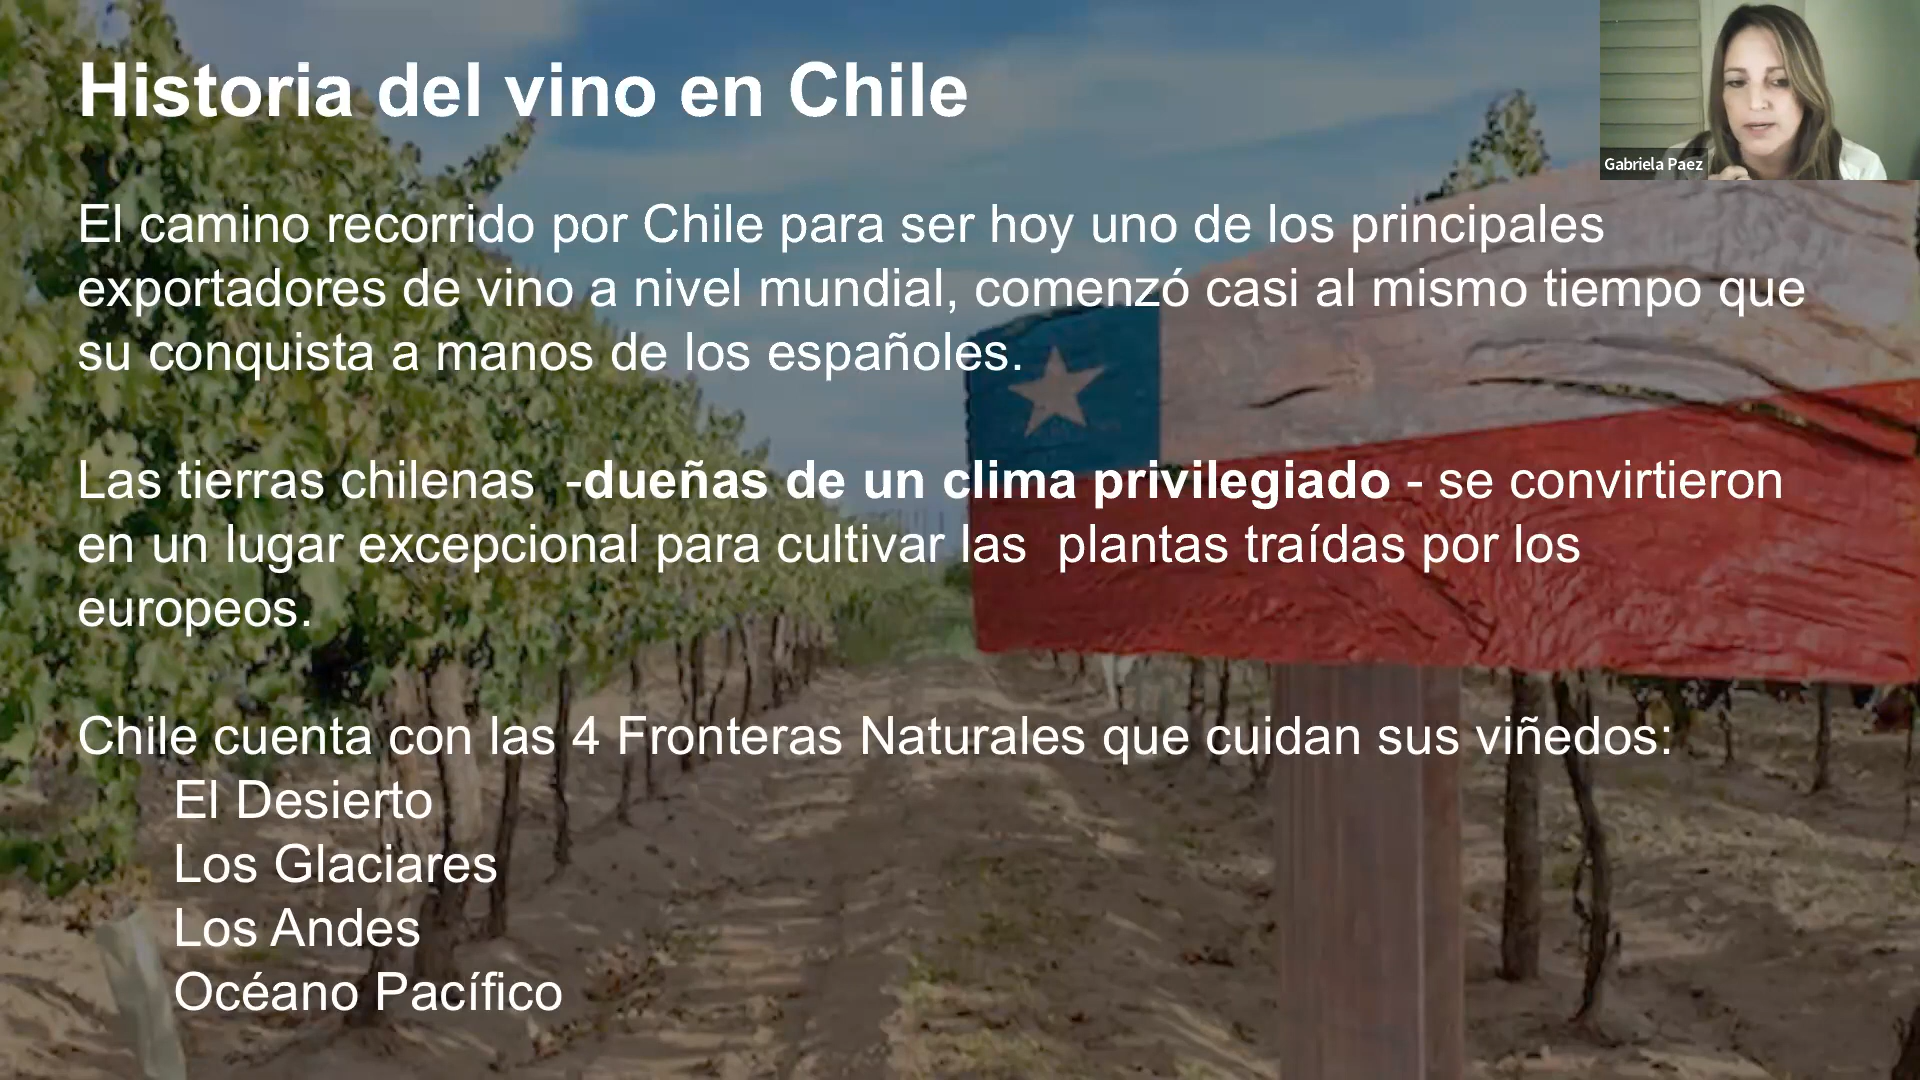 Historia del vino en Chile
Gabriela Paez
El camino recorrido por Chile para ser hoy uno de los principales
exportadores de vino a nivel mundial, comenzó casi al mismo tiempo que
su conquista a manos de los españoles.
Las tierras chilenas  -dueñas de un clima privilegiado - se convirtieron
en un lugar excepcional para cultivar las  plantas traídas por los
europeos.
Chile cuenta con las 4 Fronteras Naturales que cuidan sus viñedos:
El Desierto
Los Glaciares
Los Andes
Océano Pacífico